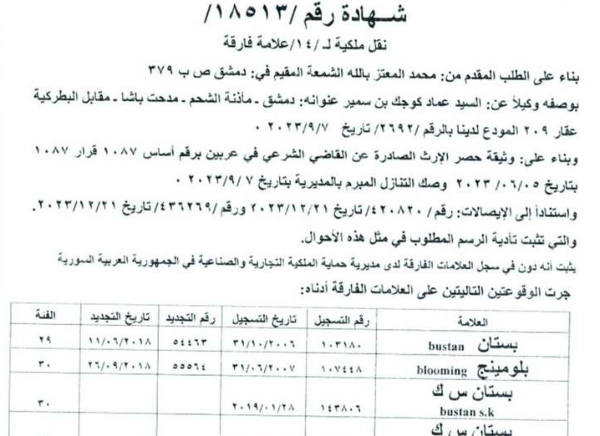 شـــهادة رقم /١٨٥١٣/
نقل ملكية لـ /١٤/علامة فارقة
بناء على الطلب المقدم من: محمد المعتز بالله الشمعة المقيم في: دمشق ص ب ٣٧٩
بوصفه وكيلاً عن: السيد عماد كوجك بن سمير عنوانه: دمشق ـ مأذنة الشحم ـ مدحت باشا ـ مقابل البطركية
عقار ٢٠٩ المودع لدينا بالرقم /٢٦٩٢/ تاريخ ٢٠٢٣/٩/٧ ٠
وبناء على: وثيقة حصر الإرث الصادرة عن القاضي الشرعي في عربين برقم أساس ١٠٨٧ قرار ١٠٨٧
بتاريخ ٢٠٢٣/٠٦/٠٥ وصك التنازل المبرم بالمديرية بتاريخ ٢٠٢٣/٩/٧ ٠
واستناداً إلى الإيصالات: رقم/٤٢٠٨٢٠/ تاريخ ٢٠٢٣/١٢/٢١ ورقم/٤٣٦٢٦٩/ تاريخ ٢٠٢٣/١٢/٢١.
والتي تثبت تأدية الرسم المطلوب في مثل هذه الأحوال.
يثبت أنه دون في سجل العلامات الفارقة لدى مديرية حماية الملكية التجارية والصناعية في الجمهورية العربية السورية
جرت الوقوعتين التاليتين على العلامات الفارقة أدناه:
العلامة رقم التسجيل تاريخ التسجيل رقم التجديد تاريخ التجديد الفئة
بستان bustan ١٠٣١٨٠ ٣١/١٠/٢٠٠٦ ٥٤٤٦٣ ١١/٠٦/٢٠١٨ ٢٩
بلومينج blooming ١٠٧٤٤٨ ٣١/٠٦/٢٠٠٧ ٥٥٥٦٤ ٢٦/٠٩/٢٠١٨ ٣٠
بستان س ك
bustan s.k ١٤٣٨٠٦ ٢٠١٩/٠١/٢٨ ٣٠
بستان س ك